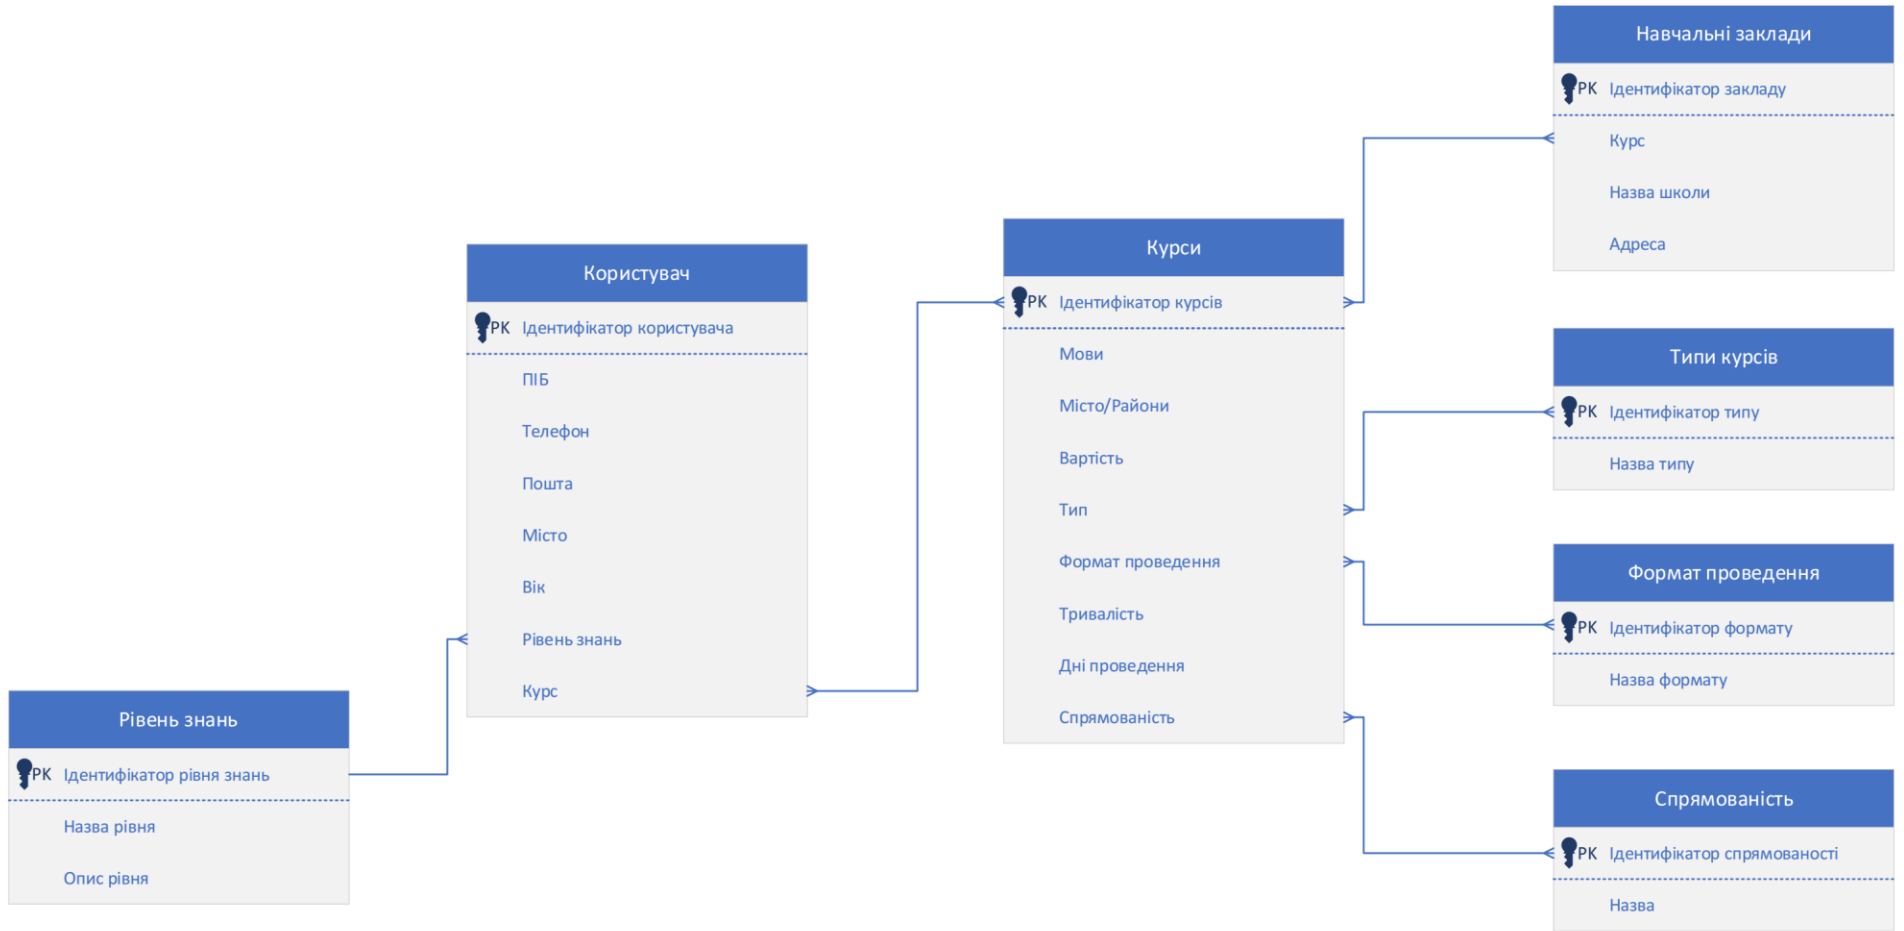 Навчальні заклади
PK Ідентифікатор закладу
Курс
Назва школи
Адреса
Курси
PK Ідентифікатор курсів
Мови
Місто/Райони
Вартість
Тип
Формат проведення
Тривалість
Дні проведення
Спрямованість
Користувач
PK Ідентифікатор користувача
ПІБ
Телефон
Пошта
Місто
Вік
Рівень знань
Курс
Типи курсів
PK Ідентифікатор типу
Назва типу
Формат проведення
PK Ідентифікатор формату
Назва формату
Рівень знань
PK Ідентифікатор рівня знань
Назва рівня
Опис рівня
Спрямованість
PK Ідентифікатор спрямованості
Назва